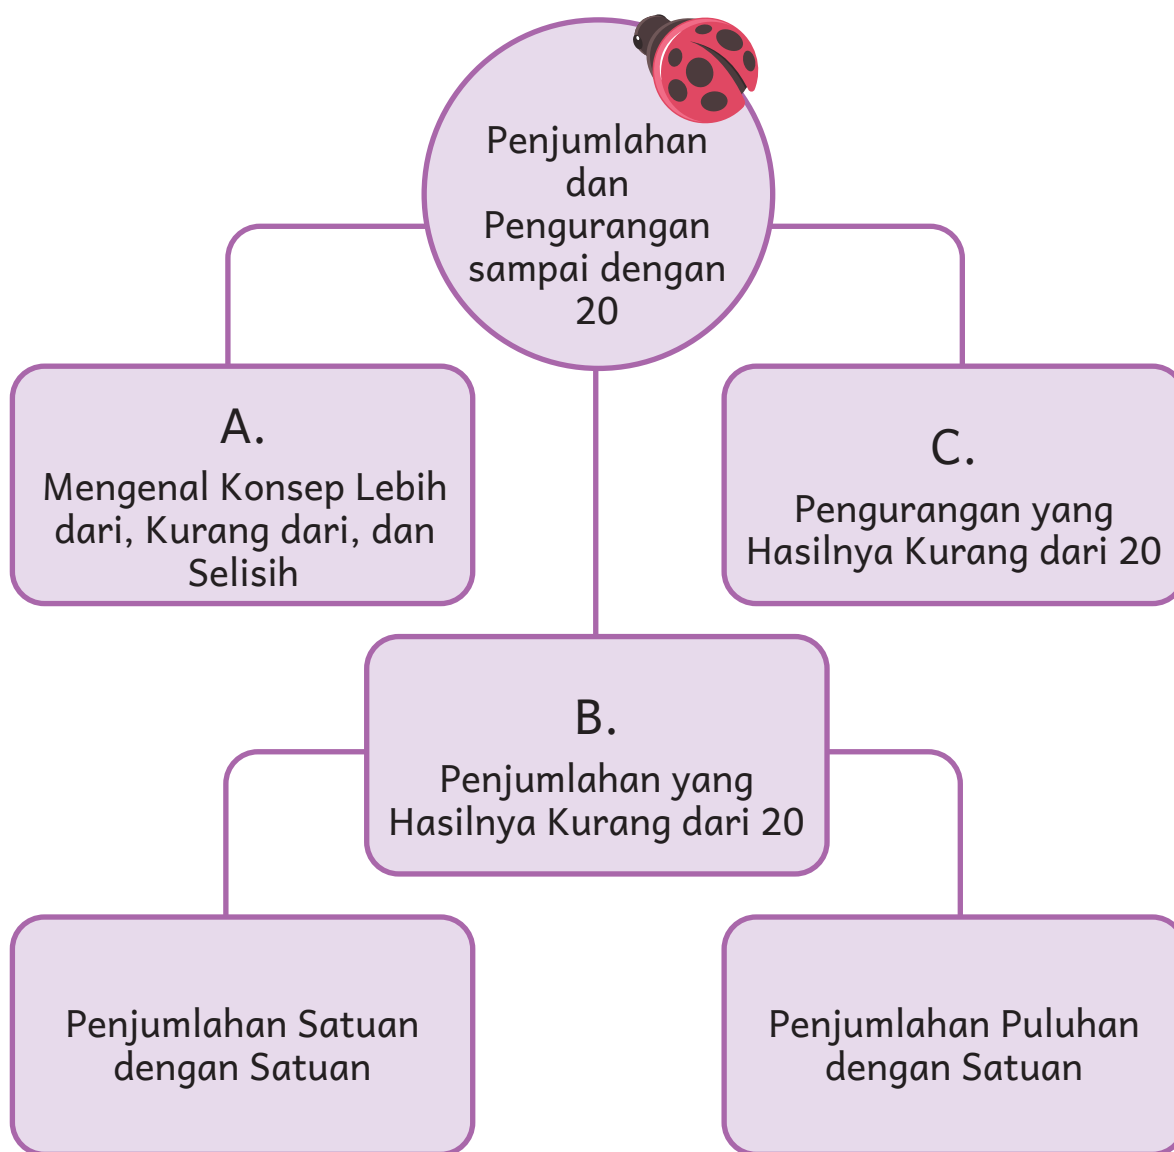 Penjumlahan
dan
Pengurangan
sampai dengan
20
A.
Mengenal Konsep Lebih
dari, Kurang dari, dan
Selisih
C.
Pengurangan yang
Hasilnya Kurang dari 20
B.
Penjumlahan yang
Hasilnya Kurang dari 20
Penjumlahan Satuan
dengan Satuan
Penjumlahan Puluhan
dengan Satuan